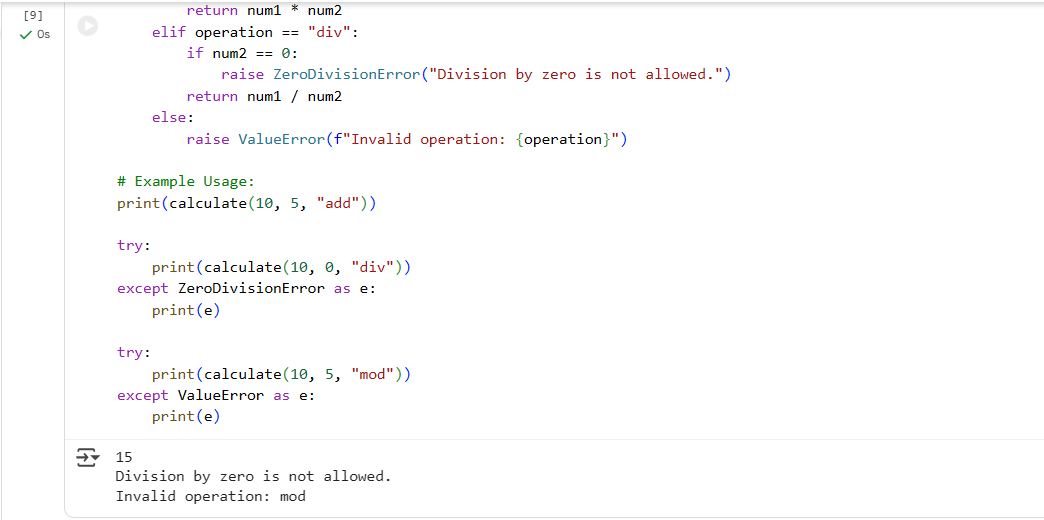 [9]
0s
        return num1 * num2
    elif operation == "div":
        if num2 == 0:
            raise ZeroDivisionError("Division by zero is not allowed.")
        return num1 / num2
    else:
        raise ValueError(f"Invalid operation: {operation}")

# Example Usage:
print(calculate(10, 5, "add"))

try:
    print(calculate(10, 0, "div"))
except ZeroDivisionError as e:
    print(e)

try:
    print(calculate(10, 5, "mod"))
except ValueError as e:
    print(e)

15
Division by zero is not allowed.
Invalid operation: mod